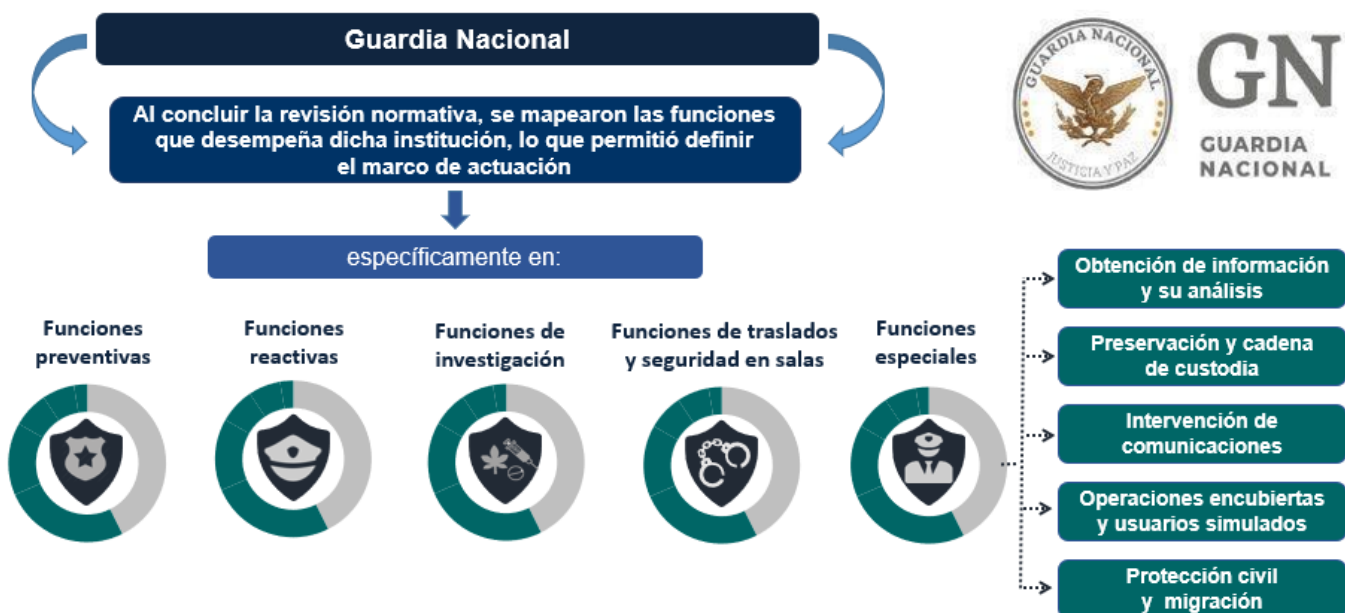 Guardia Nacional
Al concluir la revisión normativa, se mapearon las funciones
que desempeña dicha institución, lo que permitió definir
el marco de actuación
específicamente en:
GUARDIA NACIONAL
JUSTICIA Y PAZ
GN
GUARDIA
NACIONAL
Funciones
preventivas
Funciones
reactivas
Funciones de
investigación
Funciones de traslados
y seguridad en salas
Funciones
especiales
Obtención de información
y su análisis
Preservación y cadena
de custodia
Intervención de
comunicaciones
Operaciones encubiertas
y usuarios simulados
Protección civil
y migración